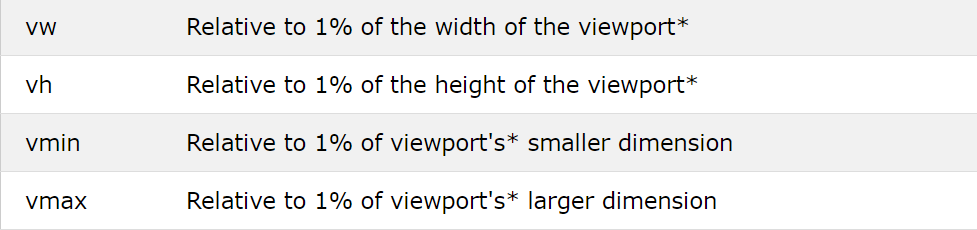 vw Relative to 1% of the width of the viewport*
vh Relative to 1% of the height of the viewport*
vmin Relative to 1% of viewport's* smaller dimension
vmax Relative to 1% of viewport's* larger dimension